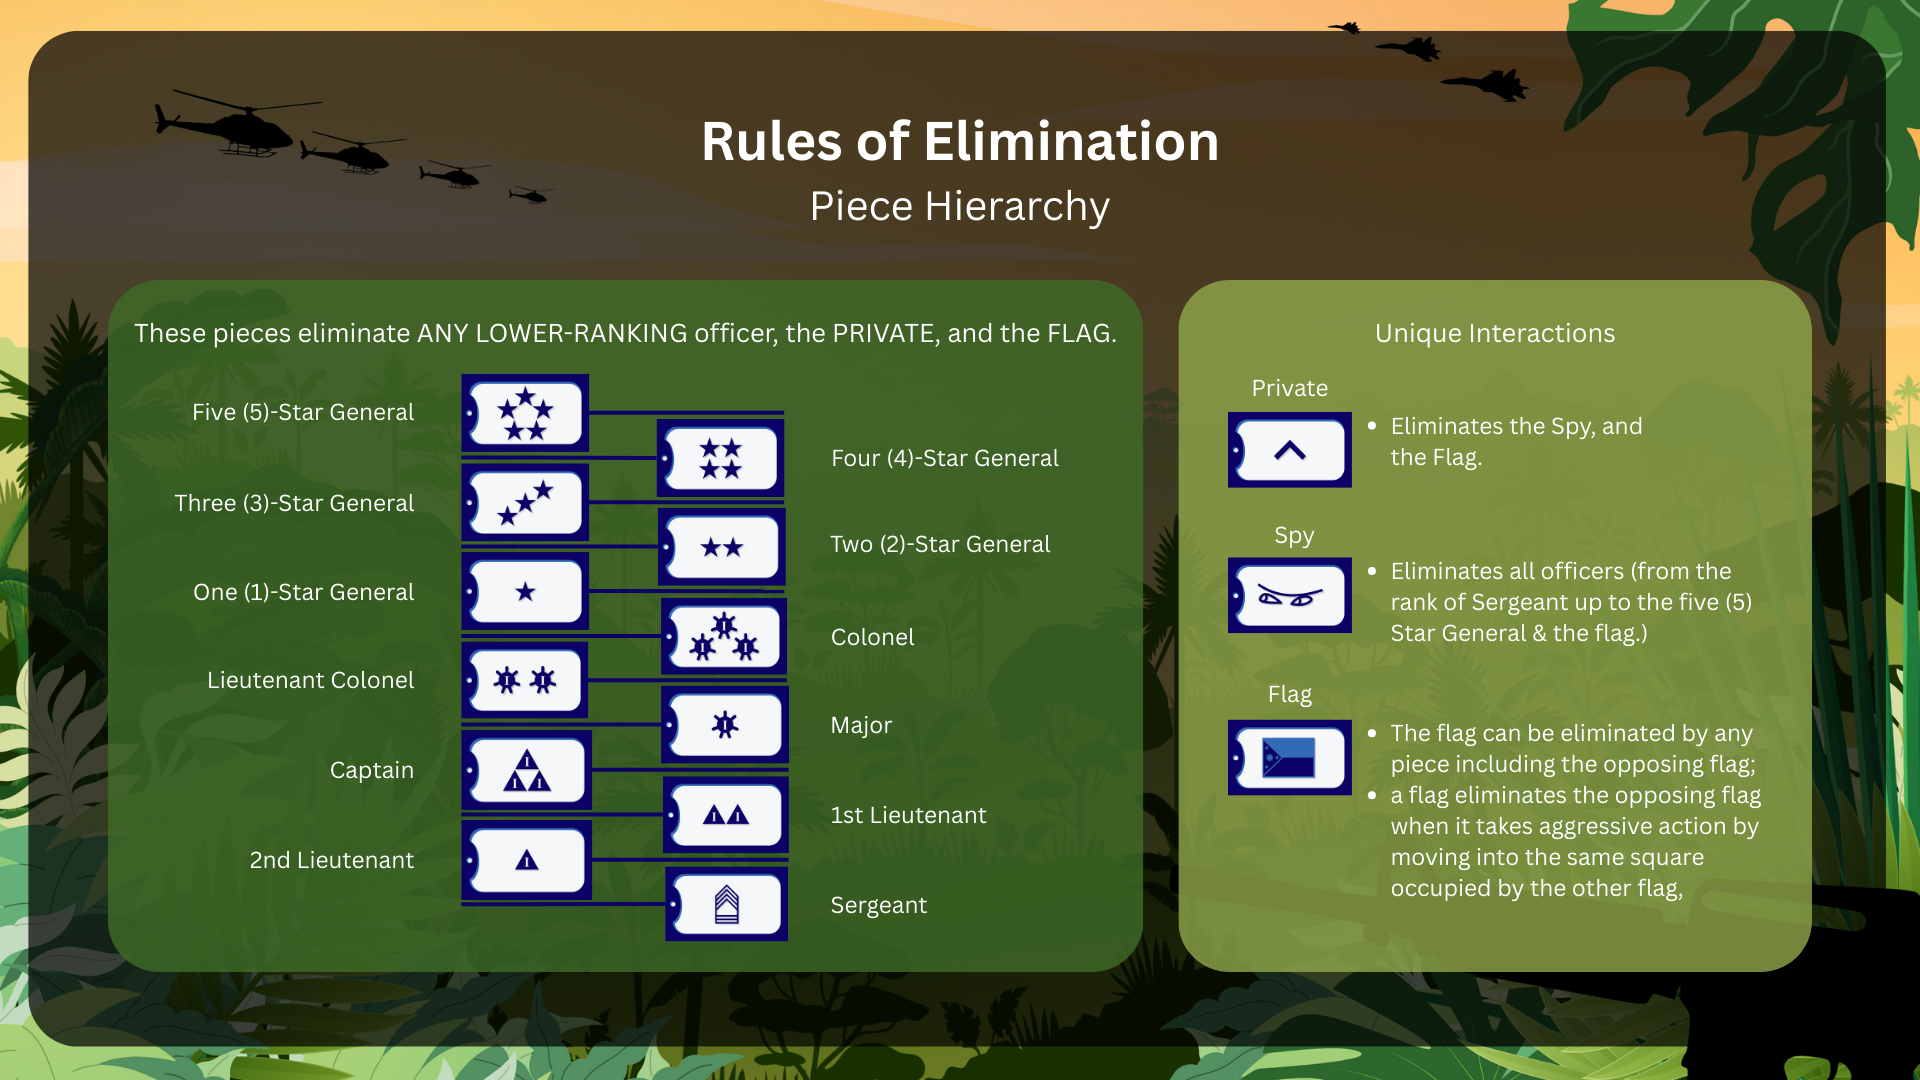 Rules of Elimination
Piece Hierarchy
These pieces eliminate ANY LOWER-RANKING officer, the PRIVATE, and the FLAG.
Five (5)-Star General
Four (4)-Star General
Three (3)-Star General
Two (2)-Star General
One (1)-Star General
Colonel
Lieutenant Colonel
Major
Captain
1st Lieutenant
2nd Lieutenant
Sergeant
Unique Interactions
Private
• Eliminates the Spy, and
the Flag.
Spy
• Eliminates all officers (from the
rank of Sergeant up to the five (5)
Star General & the flag.)
Flag
• The flag can be eliminated by any
piece including the opposing flag;
• a flag eliminates the opposing flag
when it takes aggressive action by
moving into the same square
occupied by the other flag,